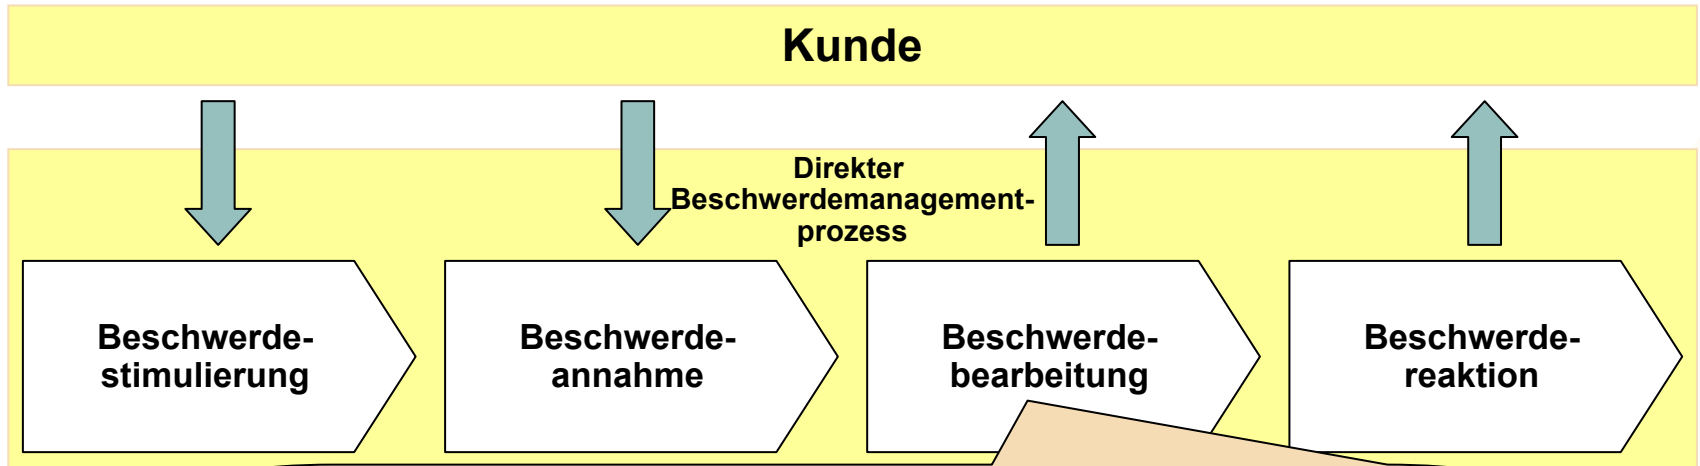 Kunde
Direkter
Beschwerdemanagement-
prozess
Beschwerde-
stimulierung
Beschwerde-
annahme
Beschwerde-
bearbeitung
Beschwerde-
reaktion